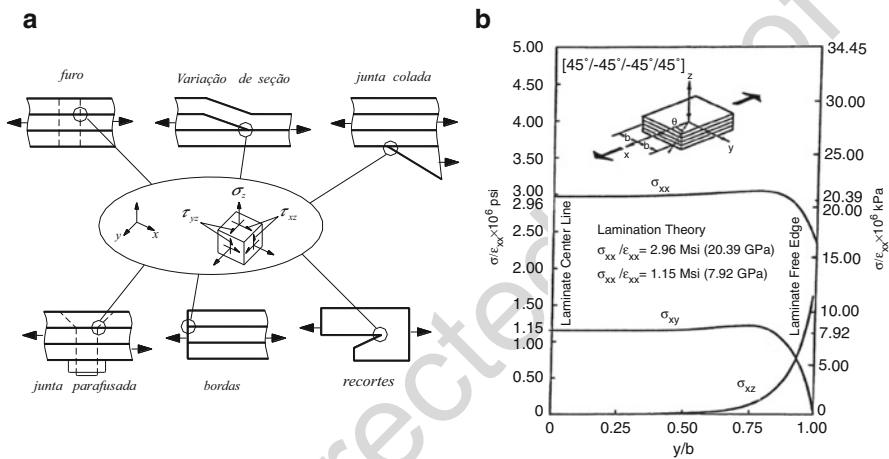 a
furo
Variação de seção
junta colada
σz
τyz
τxz
y
x
junta parafusada
bordas
recortes
b
5.00
4.50
4.00
3.50
3.00
2.96
2.50
2.00
1.50
1.15
1.00
0.50
0
σ/εxx×10⁶ psi
[45°/-45°/-45°/45°]
z
θ
b
b
x
y
σxx
Laminate Center Line
Lamination Theory
σxx /εxx= 2.96 Msi (20.39 GPa)
σxx /εxx= 1.15 Msi (7.92 GPa)
Laminate Free Edge
σxy
σxz
34.45
30.00
25.00
20.39
20.00
15.00
10.00
7.92
5.00
0
σ/εxx×10⁶ kPa
0
0.25
0.50
0.75
1.00
y/b
rected
of